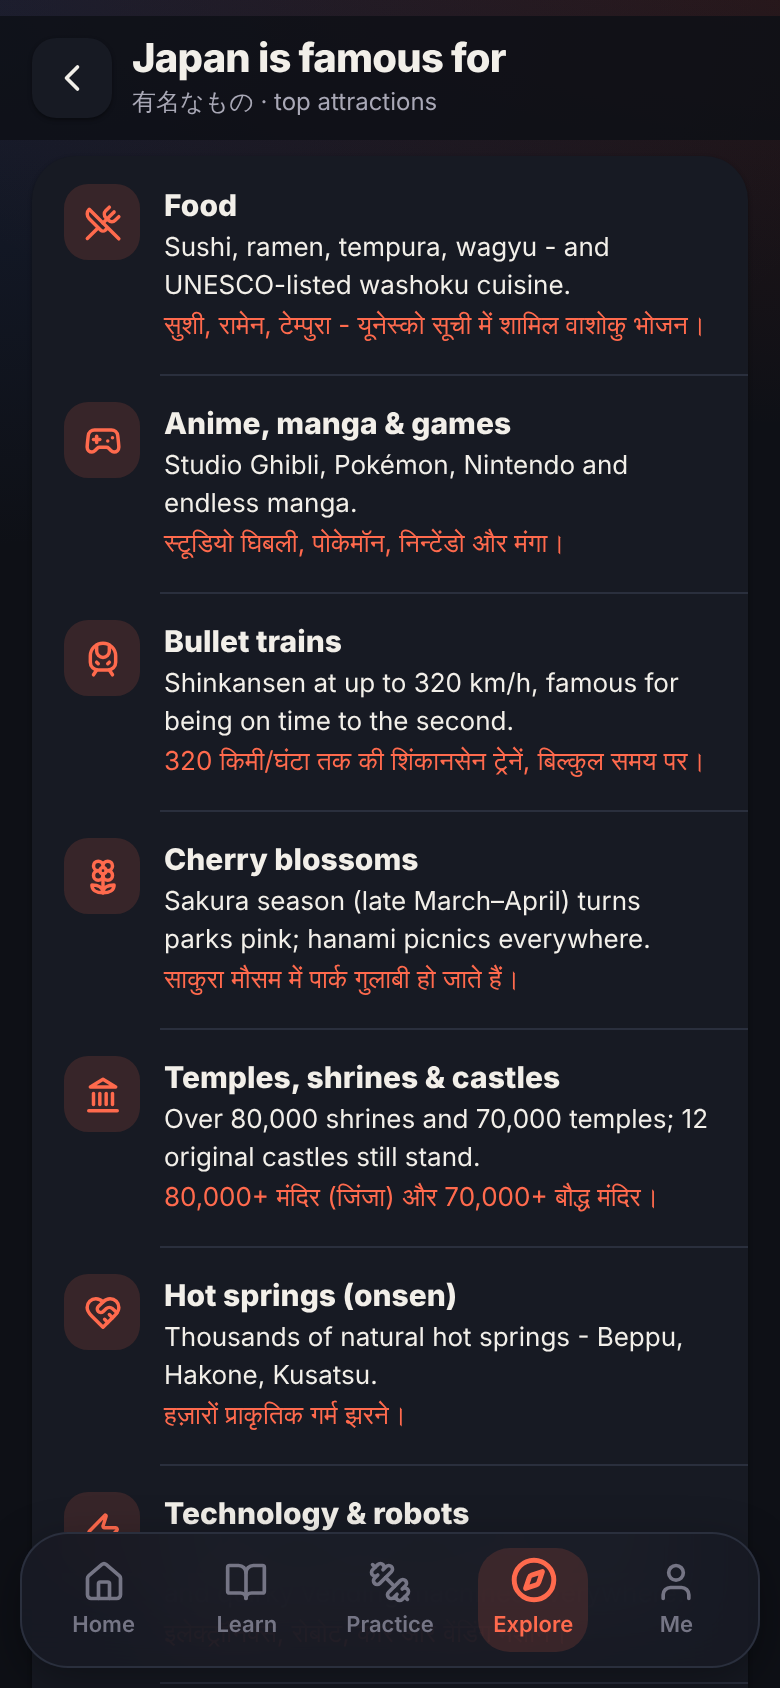 Japan is famous for
有名なもの · top attractions
Food
Sushi, ramen, tempura, wagyu - and
UNESCO-listed washoku cuisine.
सुशी, रामेन, टेम्पुरा - यूनेस्को सूची में शामिल वाशोकु भोजन।
Anime, manga & games
Studio Ghibli, Pokémon, Nintendo and
endless manga.
स्टूडियो घिबली, पोकेमॉन, निन्टेंडो और मंगा।
Bullet trains
Shinkansen at up to 320 km/h, famous for
being on time to the second.
320 किमी/घंटा तक की शिंकानसेन ट्रेनें, बिल्कुल समय पर।
Cherry blossoms
Sakura season (late March–April) turns
parks pink; hanami picnics everywhere.
साकुरा मौसम में पार्क गुलाबी हो जाते हैं।
Temples, shrines & castles
Over 80,000 shrines and 70,000 temples; 12
original castles still stand.
80,000+ मंदिर (जिंजा) और 70,000+ बौद्ध मंदिर।
Hot springs (onsen)
Thousands of natural hot springs - Beppu,
Hakone, Kusatsu.
हज़ारों प्राकृतिक गर्म झरने।
Technology & robots
Home
Learn
Practice
Explore
Me